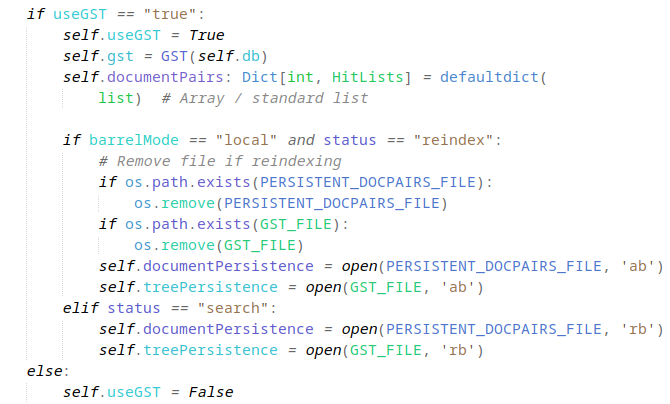 if useGST == "true":
    self.useGST = True
    self.gst = GST(self.db)
    self.documentPairs: Dict[int, HitLists] = defaultdict(
        list)  # Array / standard list

    if barrelMode == "local" and status == "reindex":
        # Remove file if reindexing
        if os.path.exists(PERSISTENT_DOCPAIRS_FILE):
            os.remove(PERSISTENT_DOCPAIRS_FILE)
        if os.path.exists(GST_FILE):
            os.remove(GST_FILE)
        self.documentPersistence = open(PERSISTENT_DOCPAIRS_FILE, 'ab')
        self.treePersistence = open(GST_FILE, 'ab')
    elif status == "search":
        self.documentPersistence = open(PERSISTENT_DOCPAIRS_FILE, 'rb')
        self.treePersistence = open(GST_FILE, 'rb')
else:
    self.useGST = False